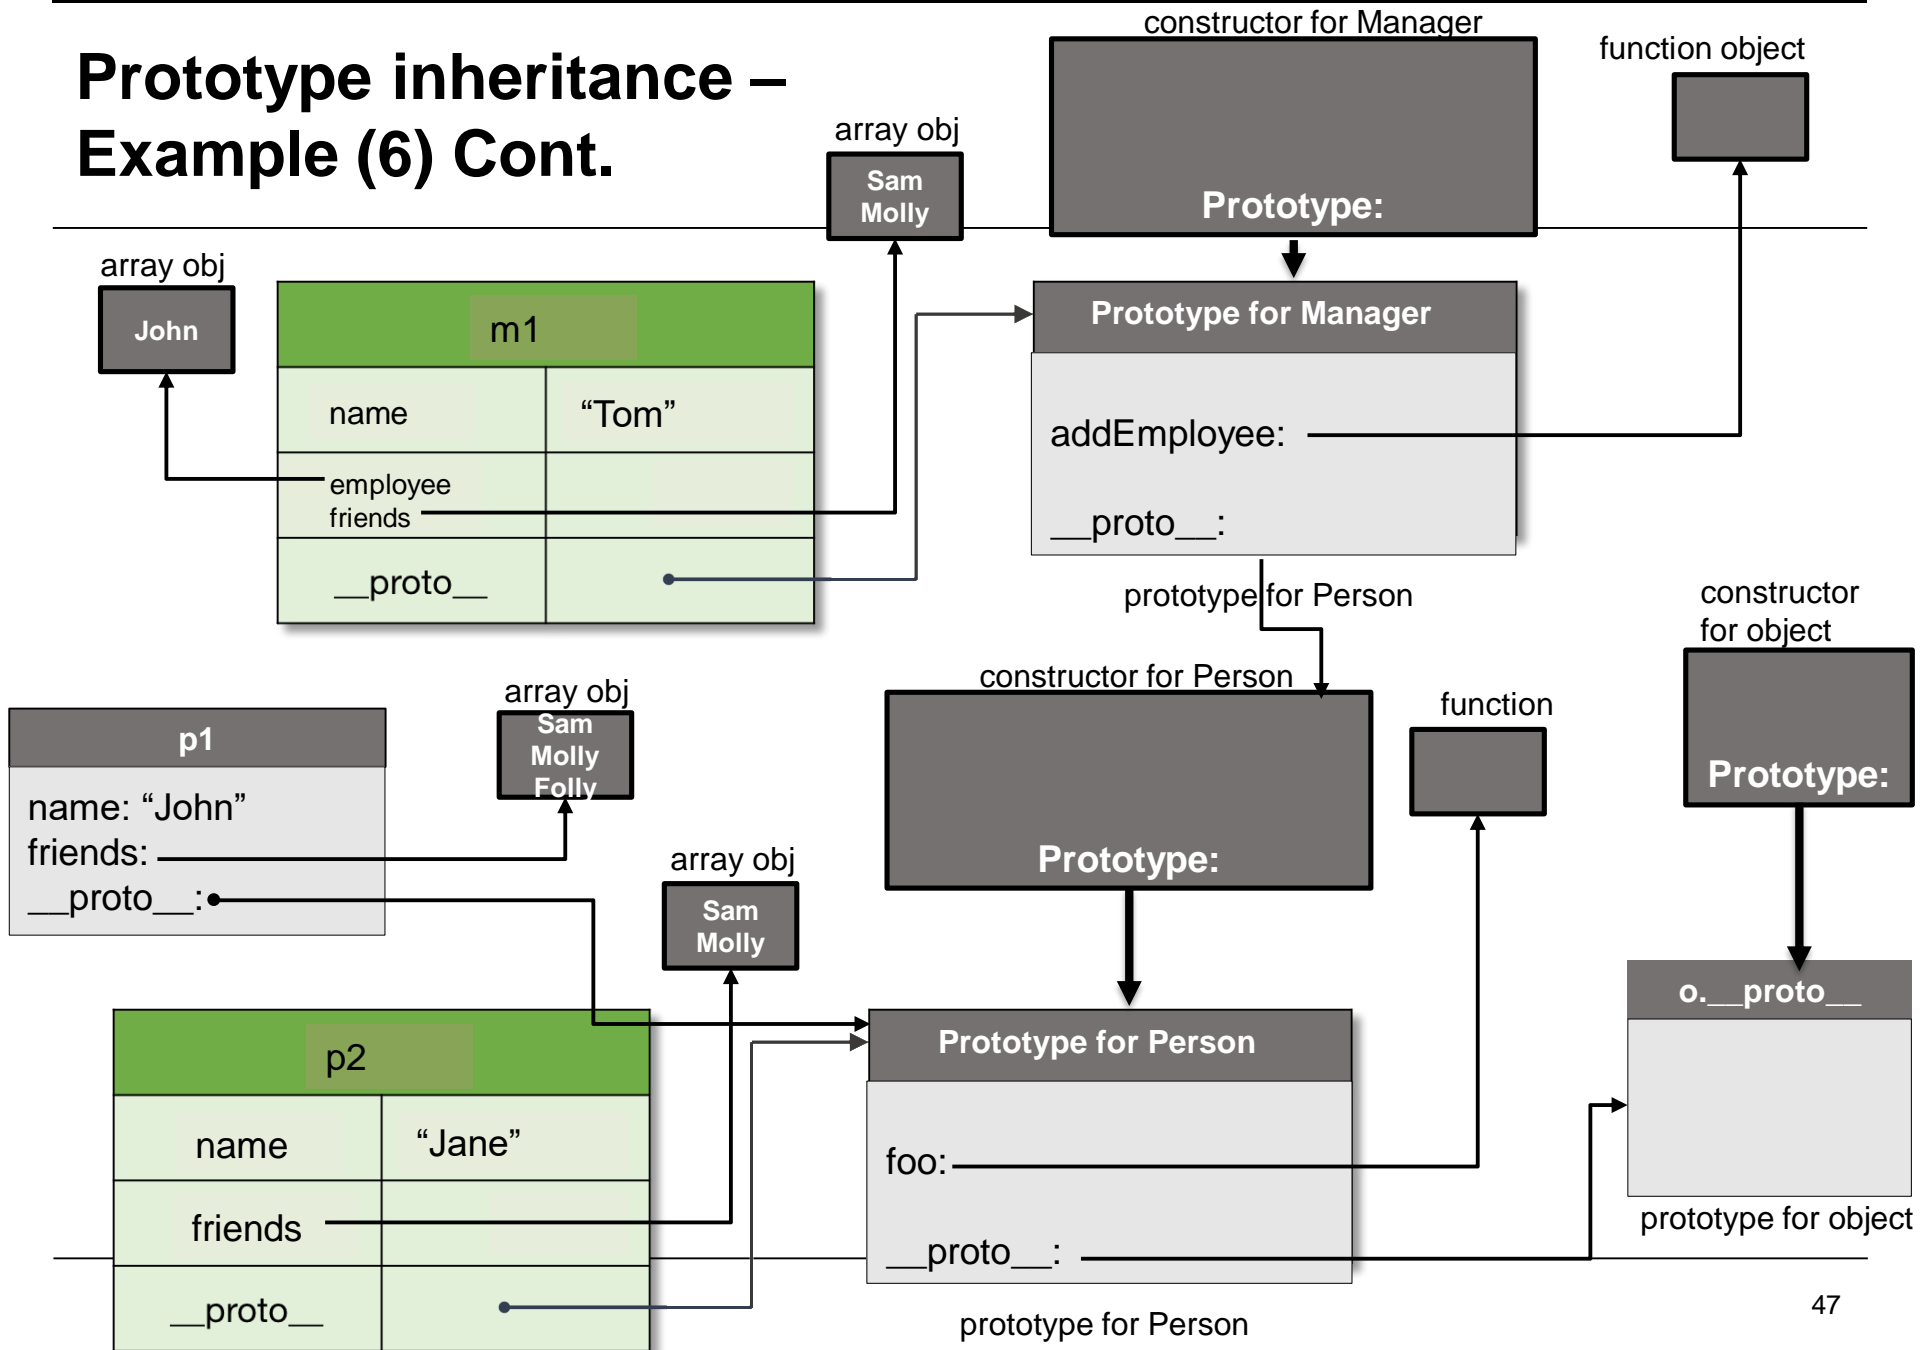 constructor for Manager
function object
Prototype inheritance –
Example (6) Cont.
array obj
Sam
Molly
Prototype:
array obj
John
m1
name
“Tom”
employee
friends
__proto__
Prototype for Manager
addEmployee:
__proto__:
prototype for Person
constructor
for object
Prototype:
constructor for Person
Prototype:
function
array obj
Sam
Molly
Folly
p1
name: “John”
friends:
__proto__:
array obj
Sam
Molly
o.__proto__
prototype for object
p2
name
“Jane”
friends
__proto__
Prototype for Person
foo:
__proto__:
prototype for Person
47